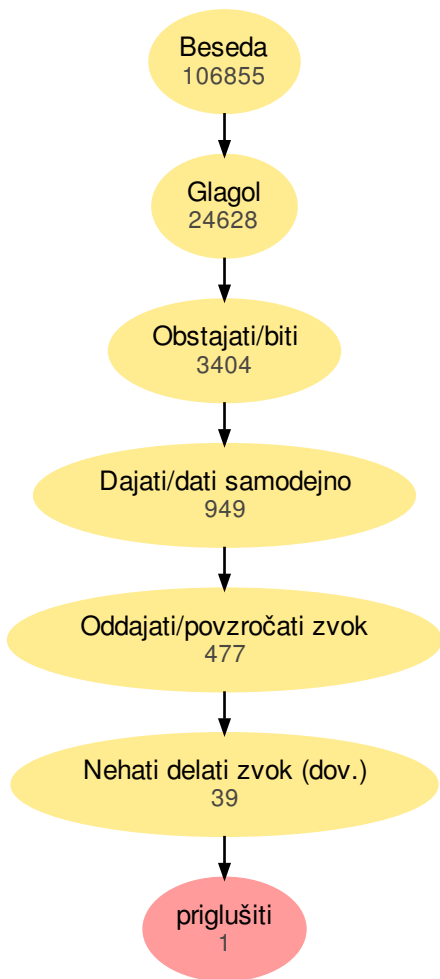 Beseda
106855
Glagol
24628
Obstajati/biti
3404
Dajati/dati samodejno
949
Oddajati/povzročati zvok
477
Nehati delati zvok (dov.)
39
priglušiti
1